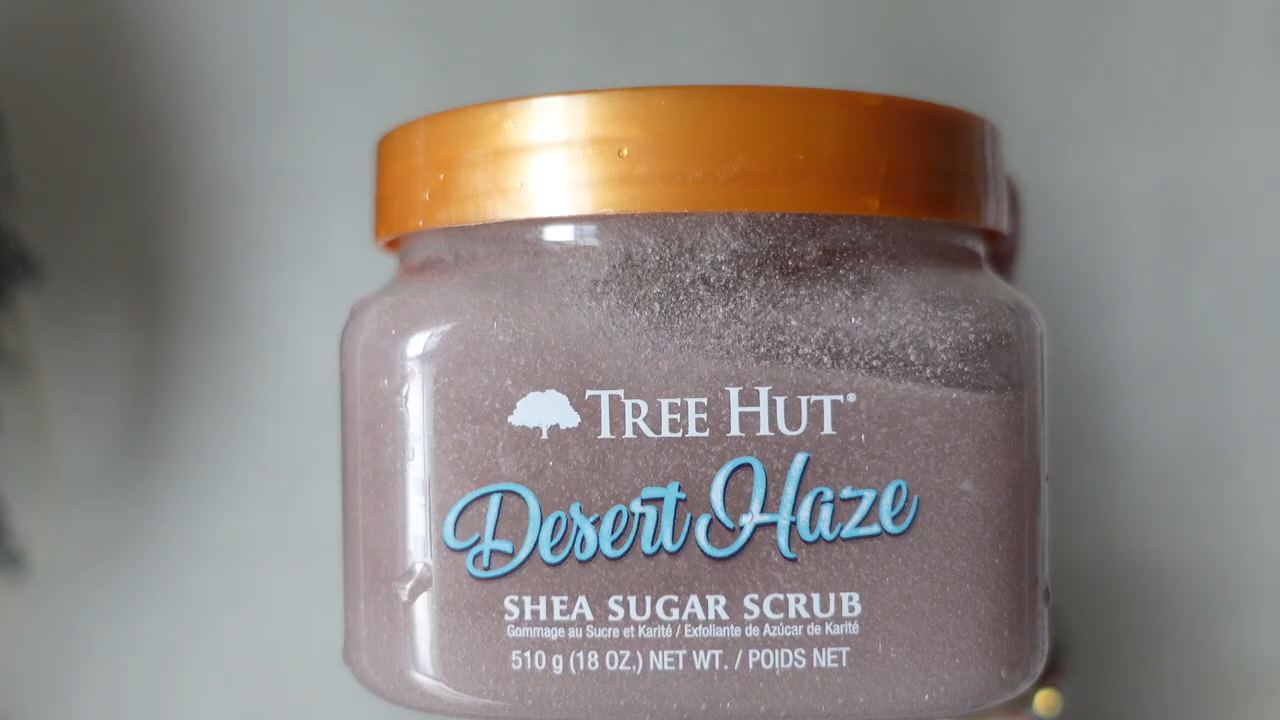 TREE HUT®
Desert Haze
SHEA SUGAR SCRUB
Gommage au Sucre et Karité / Exfoliante de Azúcar de Karité
510 g (18 OZ.) NET WT. / POIDS NET